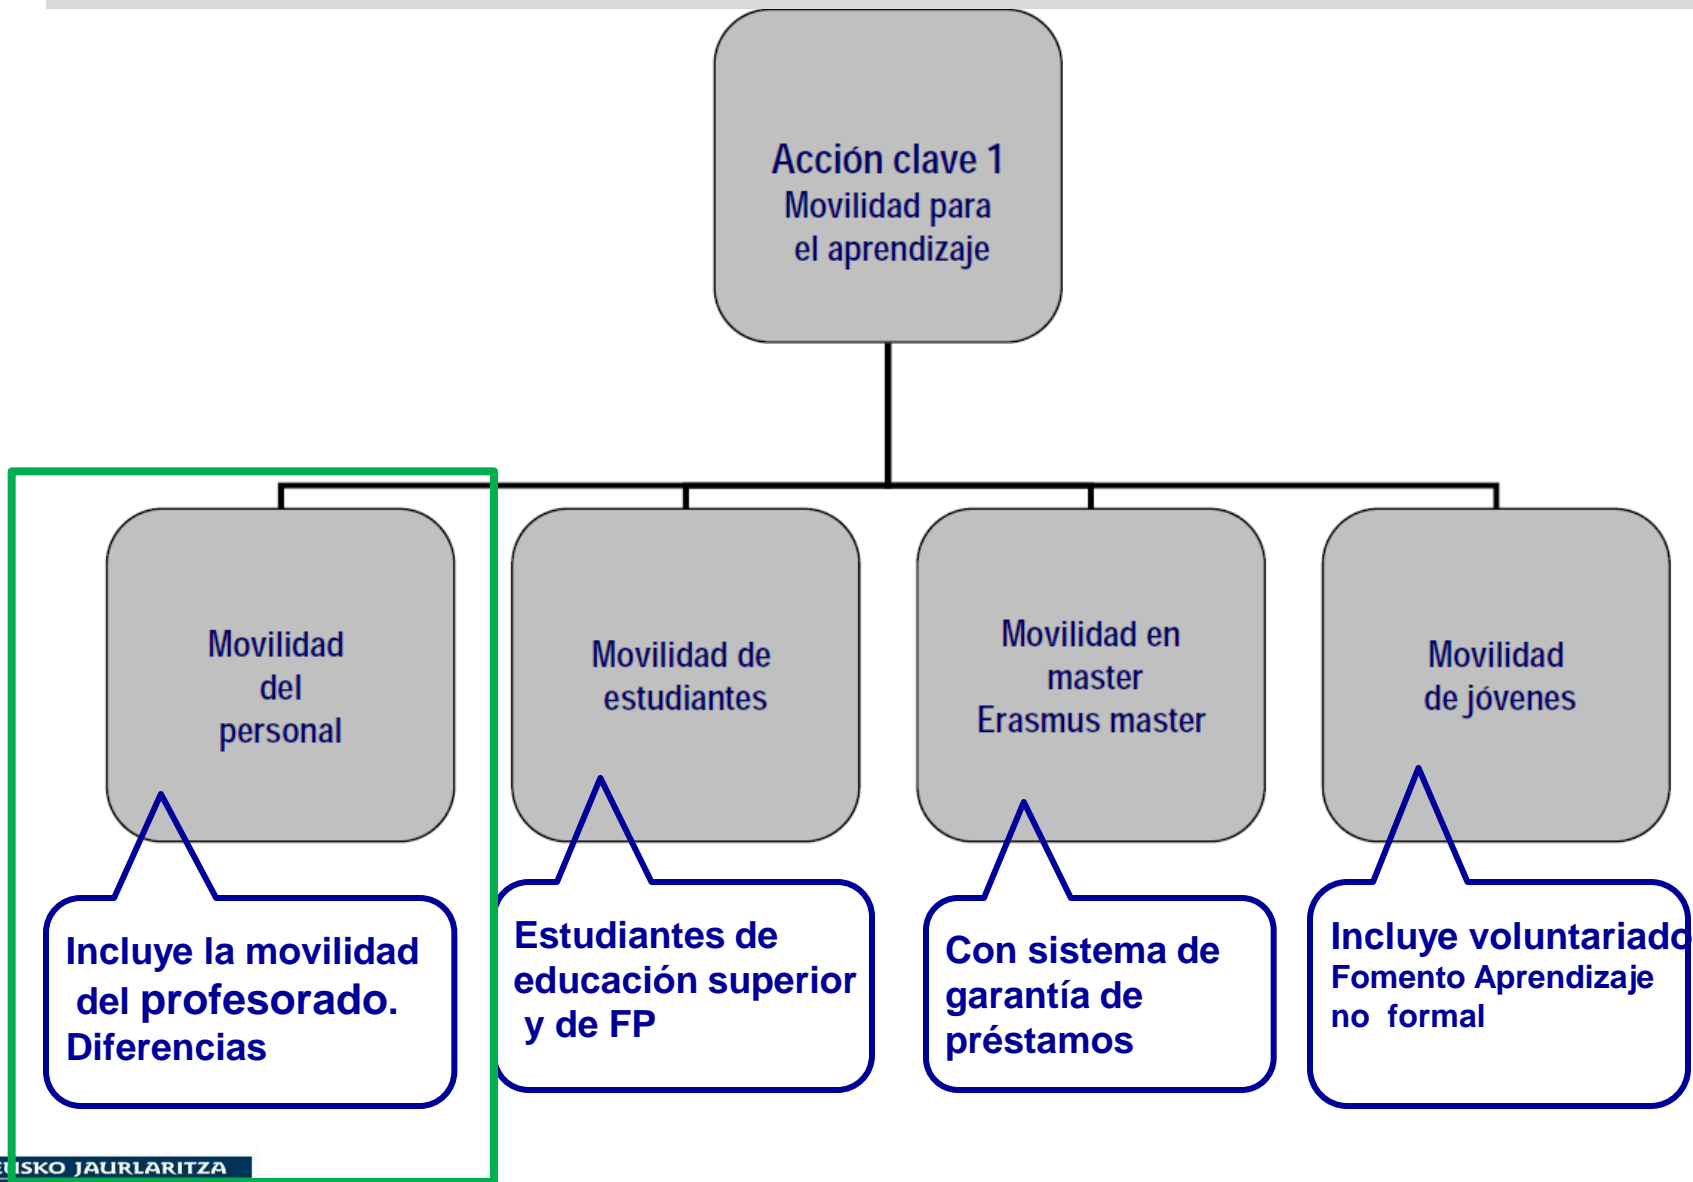 Acción clave 1
Movilidad para
el aprendizaje
Movilidad
del
personal
Movilidad de
estudiantes
Movilidad en
master
Erasmus master
Movilidad
de jóvenes
Incluye la movilidad
del profesorado.
Diferencias
Estudiantes de
educación superior
y de FP
Con sistema de
garantía de
préstamos
Incluye voluntariado
Fomento Aprendizaje
no formal
EUSKO JAURLARITZA